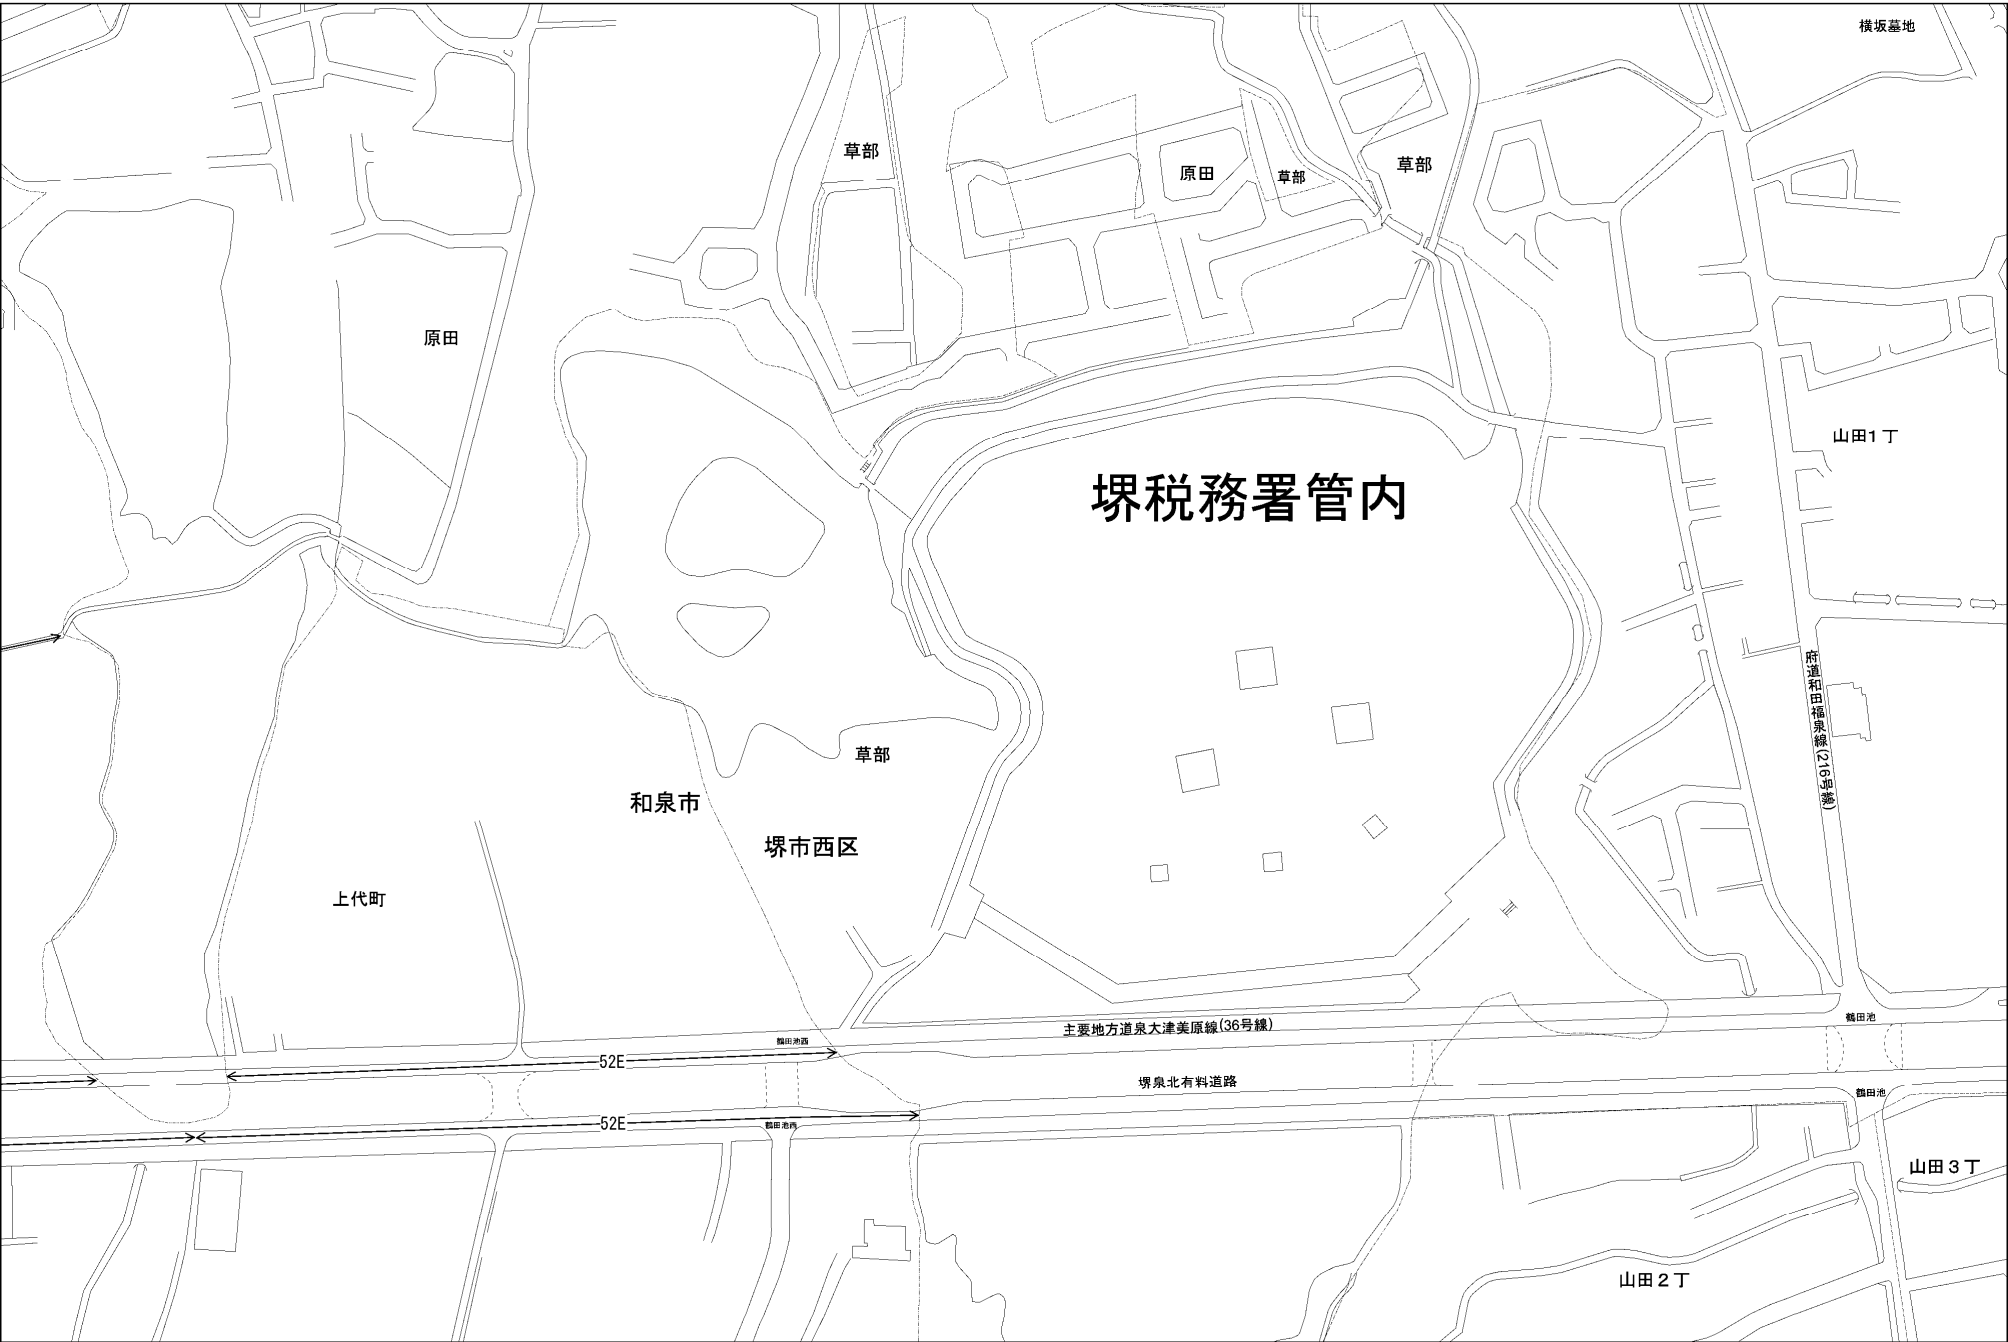 横坂墓地
草部
原田
草部
草部
原田
山田1丁
堺税務署管内
府道和田福泉線(216号線)
草部
和泉市
堺市西区
上代町
主要地方道泉大津美原線(36号線)
鶴田池
鶴田池西
52E
堺泉北有料道路
鶴田池
52E
鶴田池西
山田3丁
山田2丁